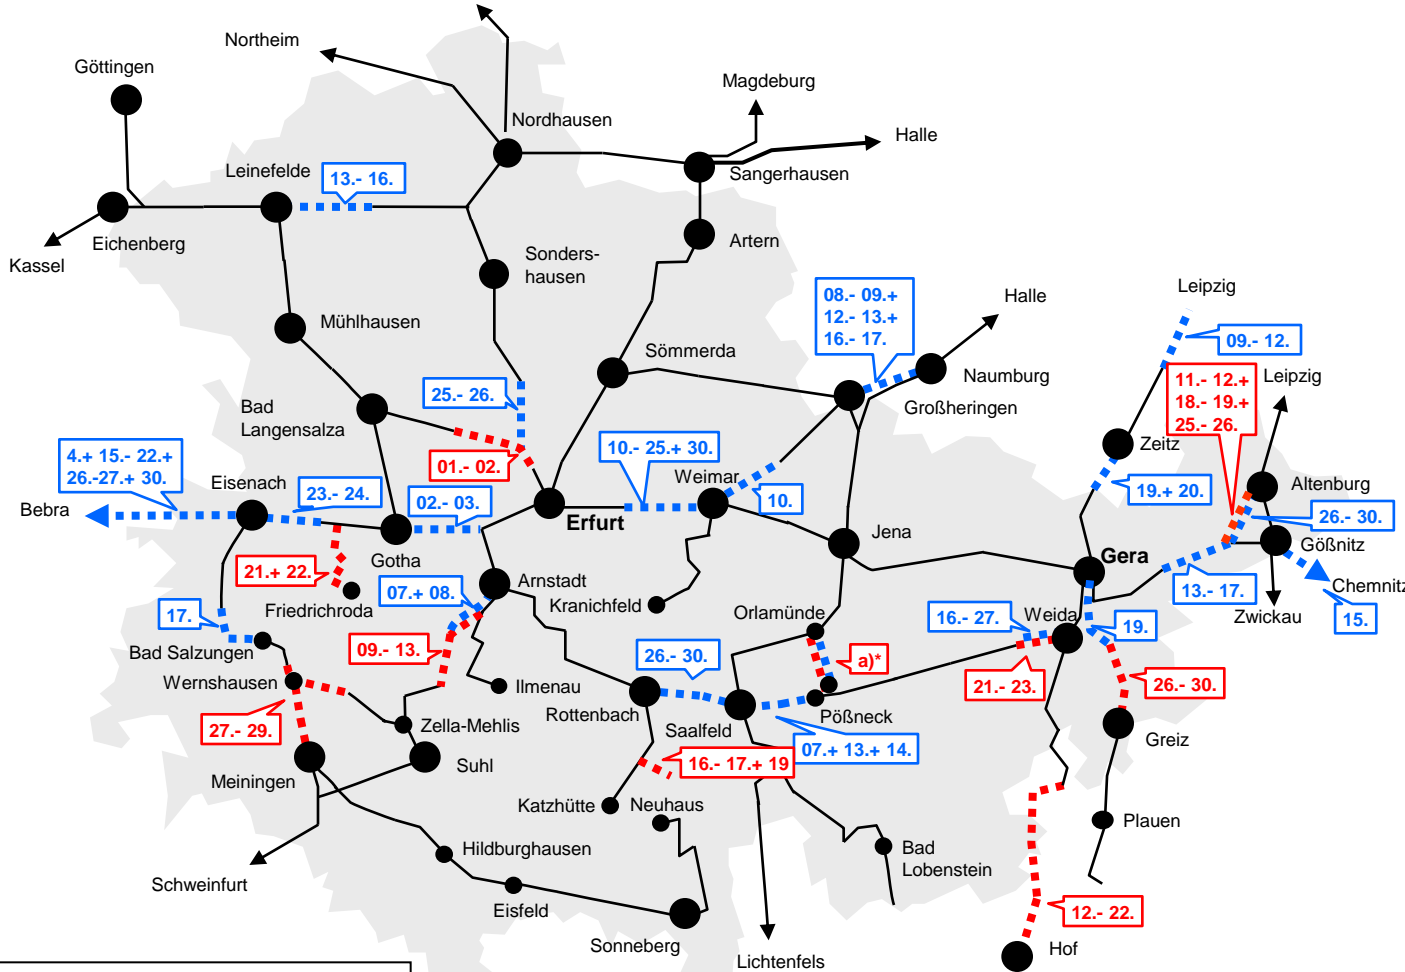 Northeim
Göttingen
Magdeburg
Nordhausen
Halle
Leinefelde
13.- 16.
Sangerhausen
Eichenberg
Artern
Kassel
Sonders-
hausen
Mühlhausen
Sömmerda
08.- 09.+
12.- 13.+
16.- 17.
Halle
Leipzig
09.- 12.
Naumburg
Großheringen
11.- 12.+
18.- 19.+
25.- 26.
Leipzig
25.- 26.
Bad
Langensalza
01.- 02.
Zeitz
4.+ 15.- 22.+
26.-27.+ 30.
Eisenach
23.- 24.
02.- 03.
10.- 25.+ 30.
Weimar
10.
19.+ 20.
Altenburg
26.- 30.
Bebra
Erfurt
Gotha
Jena
Gera
Gößnitz
21.+ 22.
Friedrichroda
07.+ 08.
Arnstadt
Kranichfeld
Orlamünde
16.- 27.
Weida
19.
13.- 17.
Zwickau
Chemnitz
15.
17.
Bad Salzungen
09.- 13.
26.- 30.
a)*
21.- 23.
26.- 30.
Wernshausen
Ilmenau
Rottenbach
Saalfeld
Pößneck
27.- 29.
Zella-Mehlis
07.+ 13.+ 14.
Greiz
Meiningen
Suhl
16.- 17.+ 19
Katzhütte
Neuhaus
Plauen
Hildburghausen
Bad
Lobenstein
Schweinfurt
Eisfeld
12.- 22.
Sonneberg
Hof
Lichtenfels